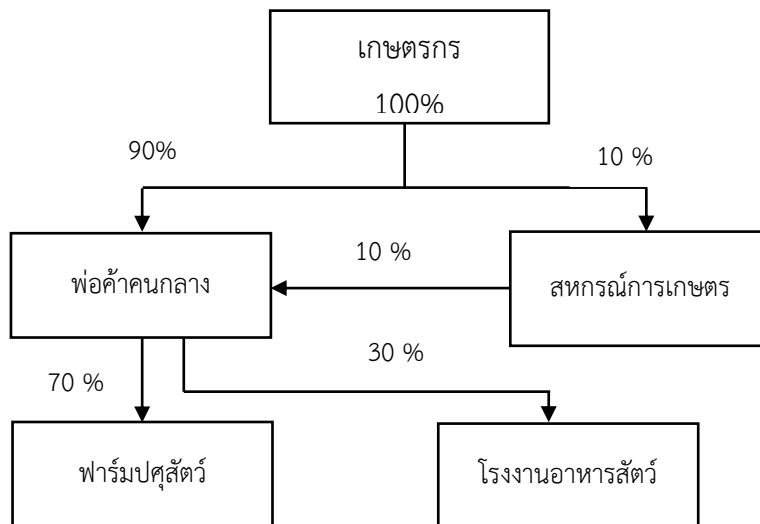 เกษตรกร
100%
90%
10 %
พ่อค้าคนกลาง
10 %
สหกรณ์การเกษตร
70 %
30 %
ฟาร์มปศุสัตว์
โรงงานอาหารสัตว์